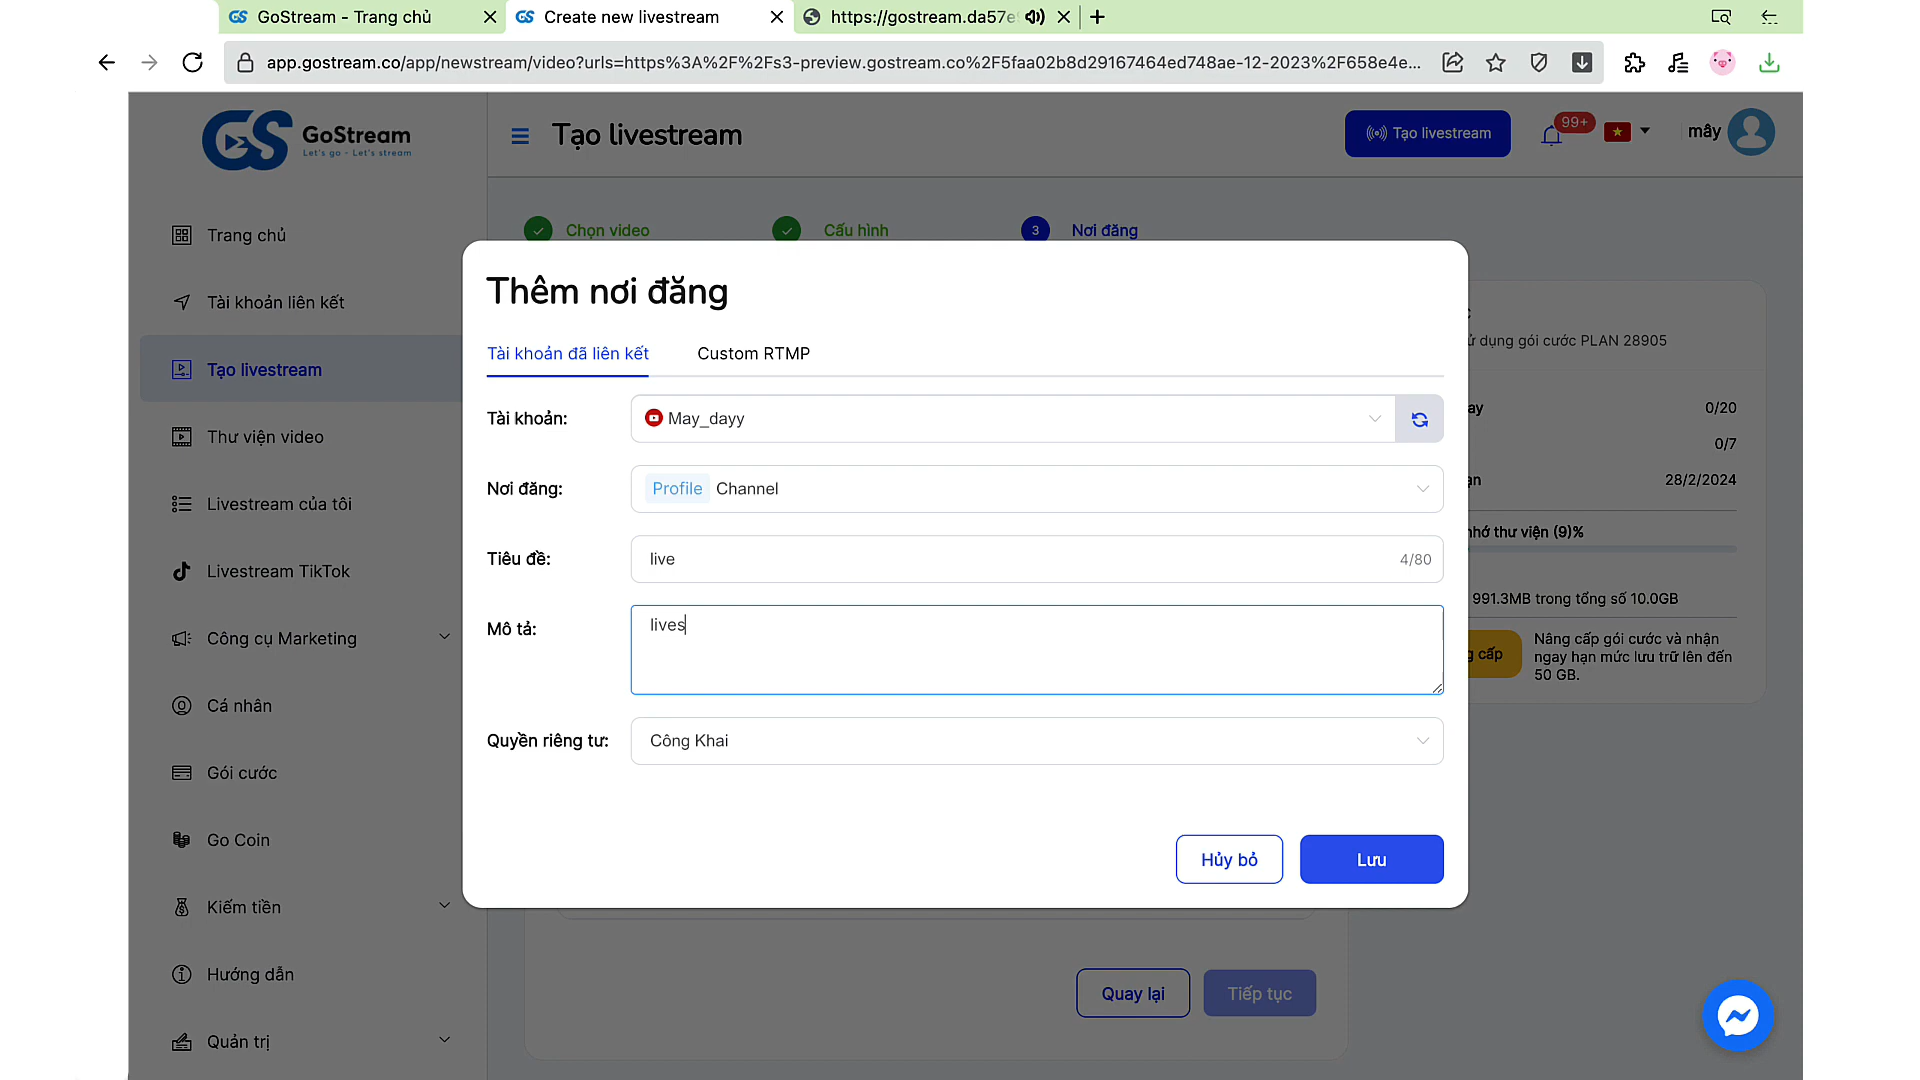 GoStream - Trang chủ
Create new livestream
https://gostream.da57e
app.gostream.co/app/newstream/video?urls=https%3A%2F%2Fs3-preview.gostream.co%2F5faa02b8d29167464ed748ae-12-2023%2F658e4e...
GoStream
Let's go - Let's stream
Tạo livestream
Tạo livestream
99+
mây
Trang chủ
Tài khoản liên kết
Tạo livestream
Thư viện video
Livestream của tôi
Livestream TikTok
Công cụ Marketing
Cá nhân
Gói cước
Go Coin
Kiếm tiền
Hướng dẫn
Quản trị
Chọn video
Cấu hình
3
Nơi đăng
Thêm nơi đăng
Tài khoản đã liên kết
Custom RTMP
Tài khoản:
May_dayy
Nơi đăng:
Profile
Channel
Tiêu đề:
live
4/80
Mô tả:
lives
Quyền riêng tư:
Công Khai
Hủy bỏ
Lưu
dụng gói cước PLAN 28905
0/20
0/7
28/2/2024
thư viện (9)%
991.3MB trong tổng số 10.0GB
cấp
Nâng cấp gói cước và nhận
ngay hạn mức lưu trữ lên đến
50 GB.
Quay lại
Tiếp tục